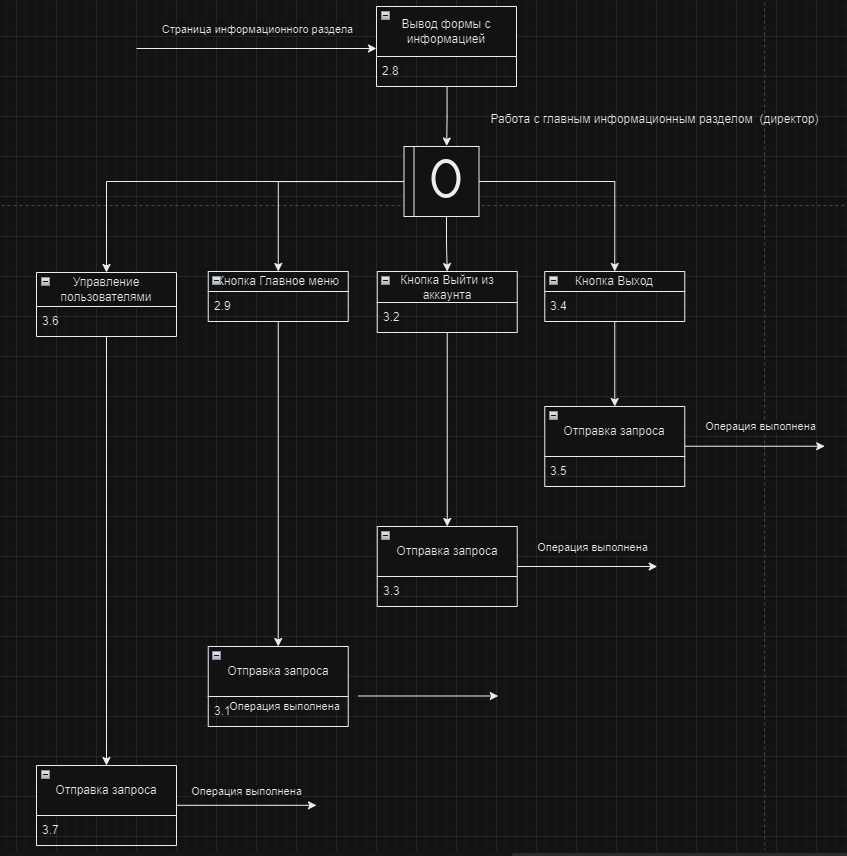 Страница информационного раздела
Вывод формы с
информацией
2.8
Работа с главным информационным разделом (директор)
O
Управление
пользователями
3.6
Кнопка Главное меню
2.9
Кнопка Выйти из
аккаунта
3.2
Кнопка Выход
3.4
Отправка запроса
3.5
Операция выполнена
Отправка запроса
3.3
Операция выполнена
Отправка запроса
3.1
Операция выполнена
Отправка запроса
3.7
Операция выполнена